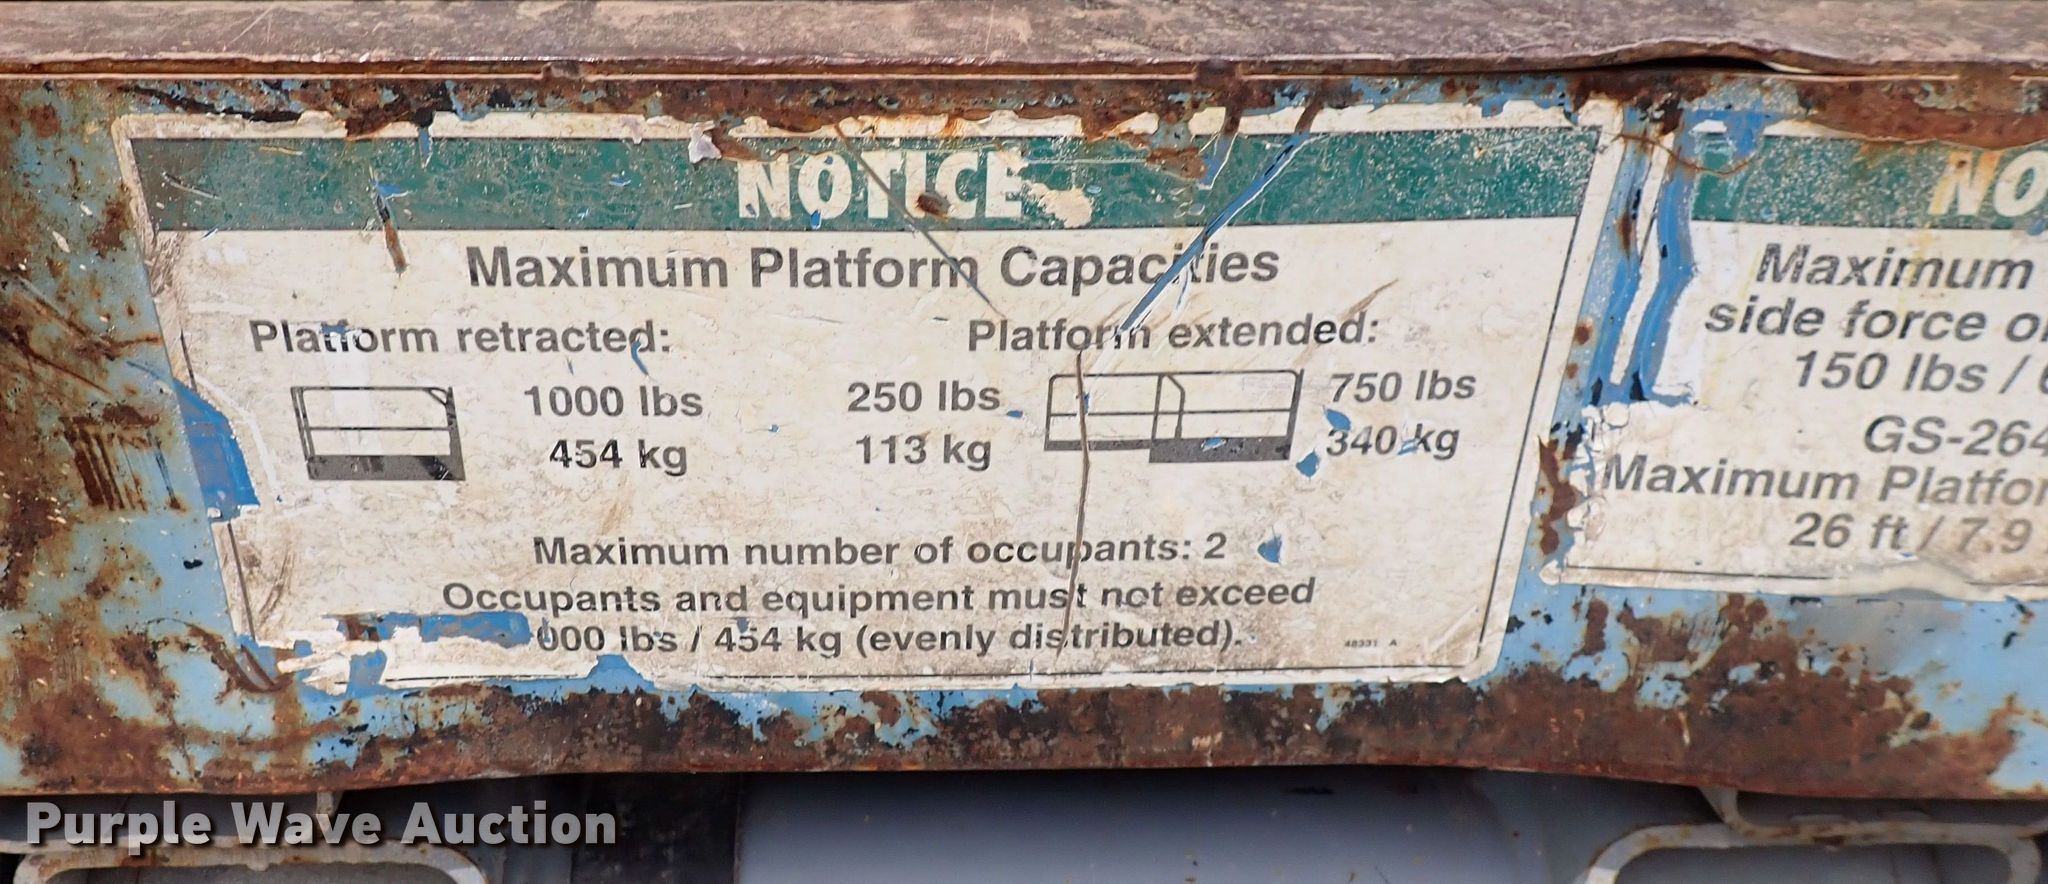 NOTICE
Maximum Platform Capacities
Platform retracted:
Platform extended:
1000 lbs
454 kg
250 lbs
113 kg
750 lbs
340 kg
Maximum number of occupants: 2
Occupants and equipment must not exceed
000 lbs / 454 kg (evenly distributed).
48331 A
NO
Maximum
side force o
150 lbs /
GS-264
Maximum Platfor
26 ft / 7.9
Purple Wave Auction